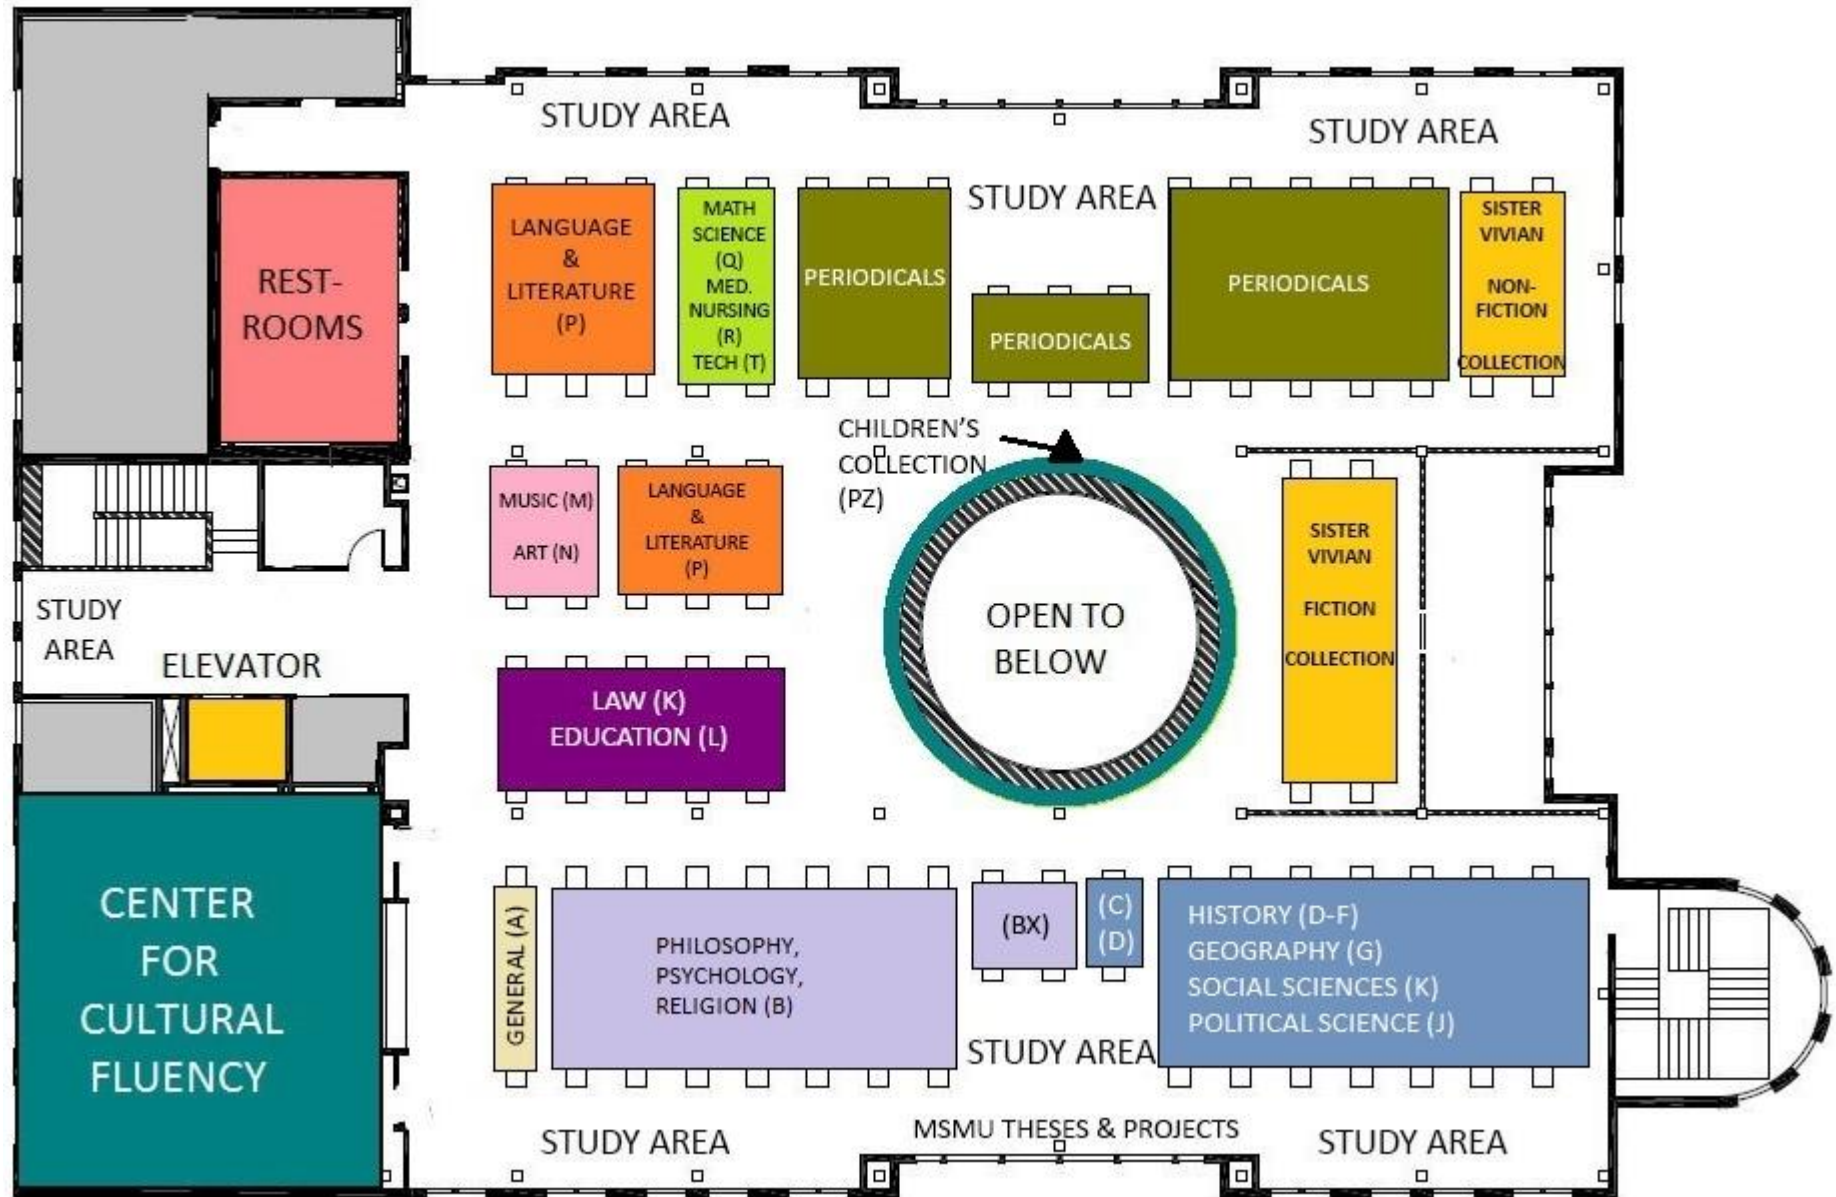 STUDY AREA
STUDY AREA
STUDY AREA
LANGUAGE
&
LITERATURE
(P)
MATH
SCIENCE
(Q)
MED.
NURSING
(R)
TECH (T)
PERIODICALS
PERIODICALS
PERIODICALS
SISTER
VIVIAN
NON-
FICTION
COLLECTION
REST-
ROOMS
CHILDREN'S
COLLECTION
(PZ)
MUSIC (M)
ART (N)
LANGUAGE
&
LITERATURE
(P)
OPEN TO
BELOW
SISTER
VIVIAN
FICTION
COLLECTION
STUDY
AREA
ELEVATOR
LAW (K)
EDUCATION (L)
CENTER
FOR
CULTURAL
FLUENCY
GENERAL (A)
PHILOSOPHY,
PSYCHOLOGY,
RELIGION (B)
(BX)
(C)
(D)
HISTORY (D-F)
GEOGRAPHY (G)
SOCIAL SCIENCES (K)
POLITICAL SCIENCE (J)
STUDY AREA
STUDY AREA
MSMU THESES & PROJECTS
STUDY AREA